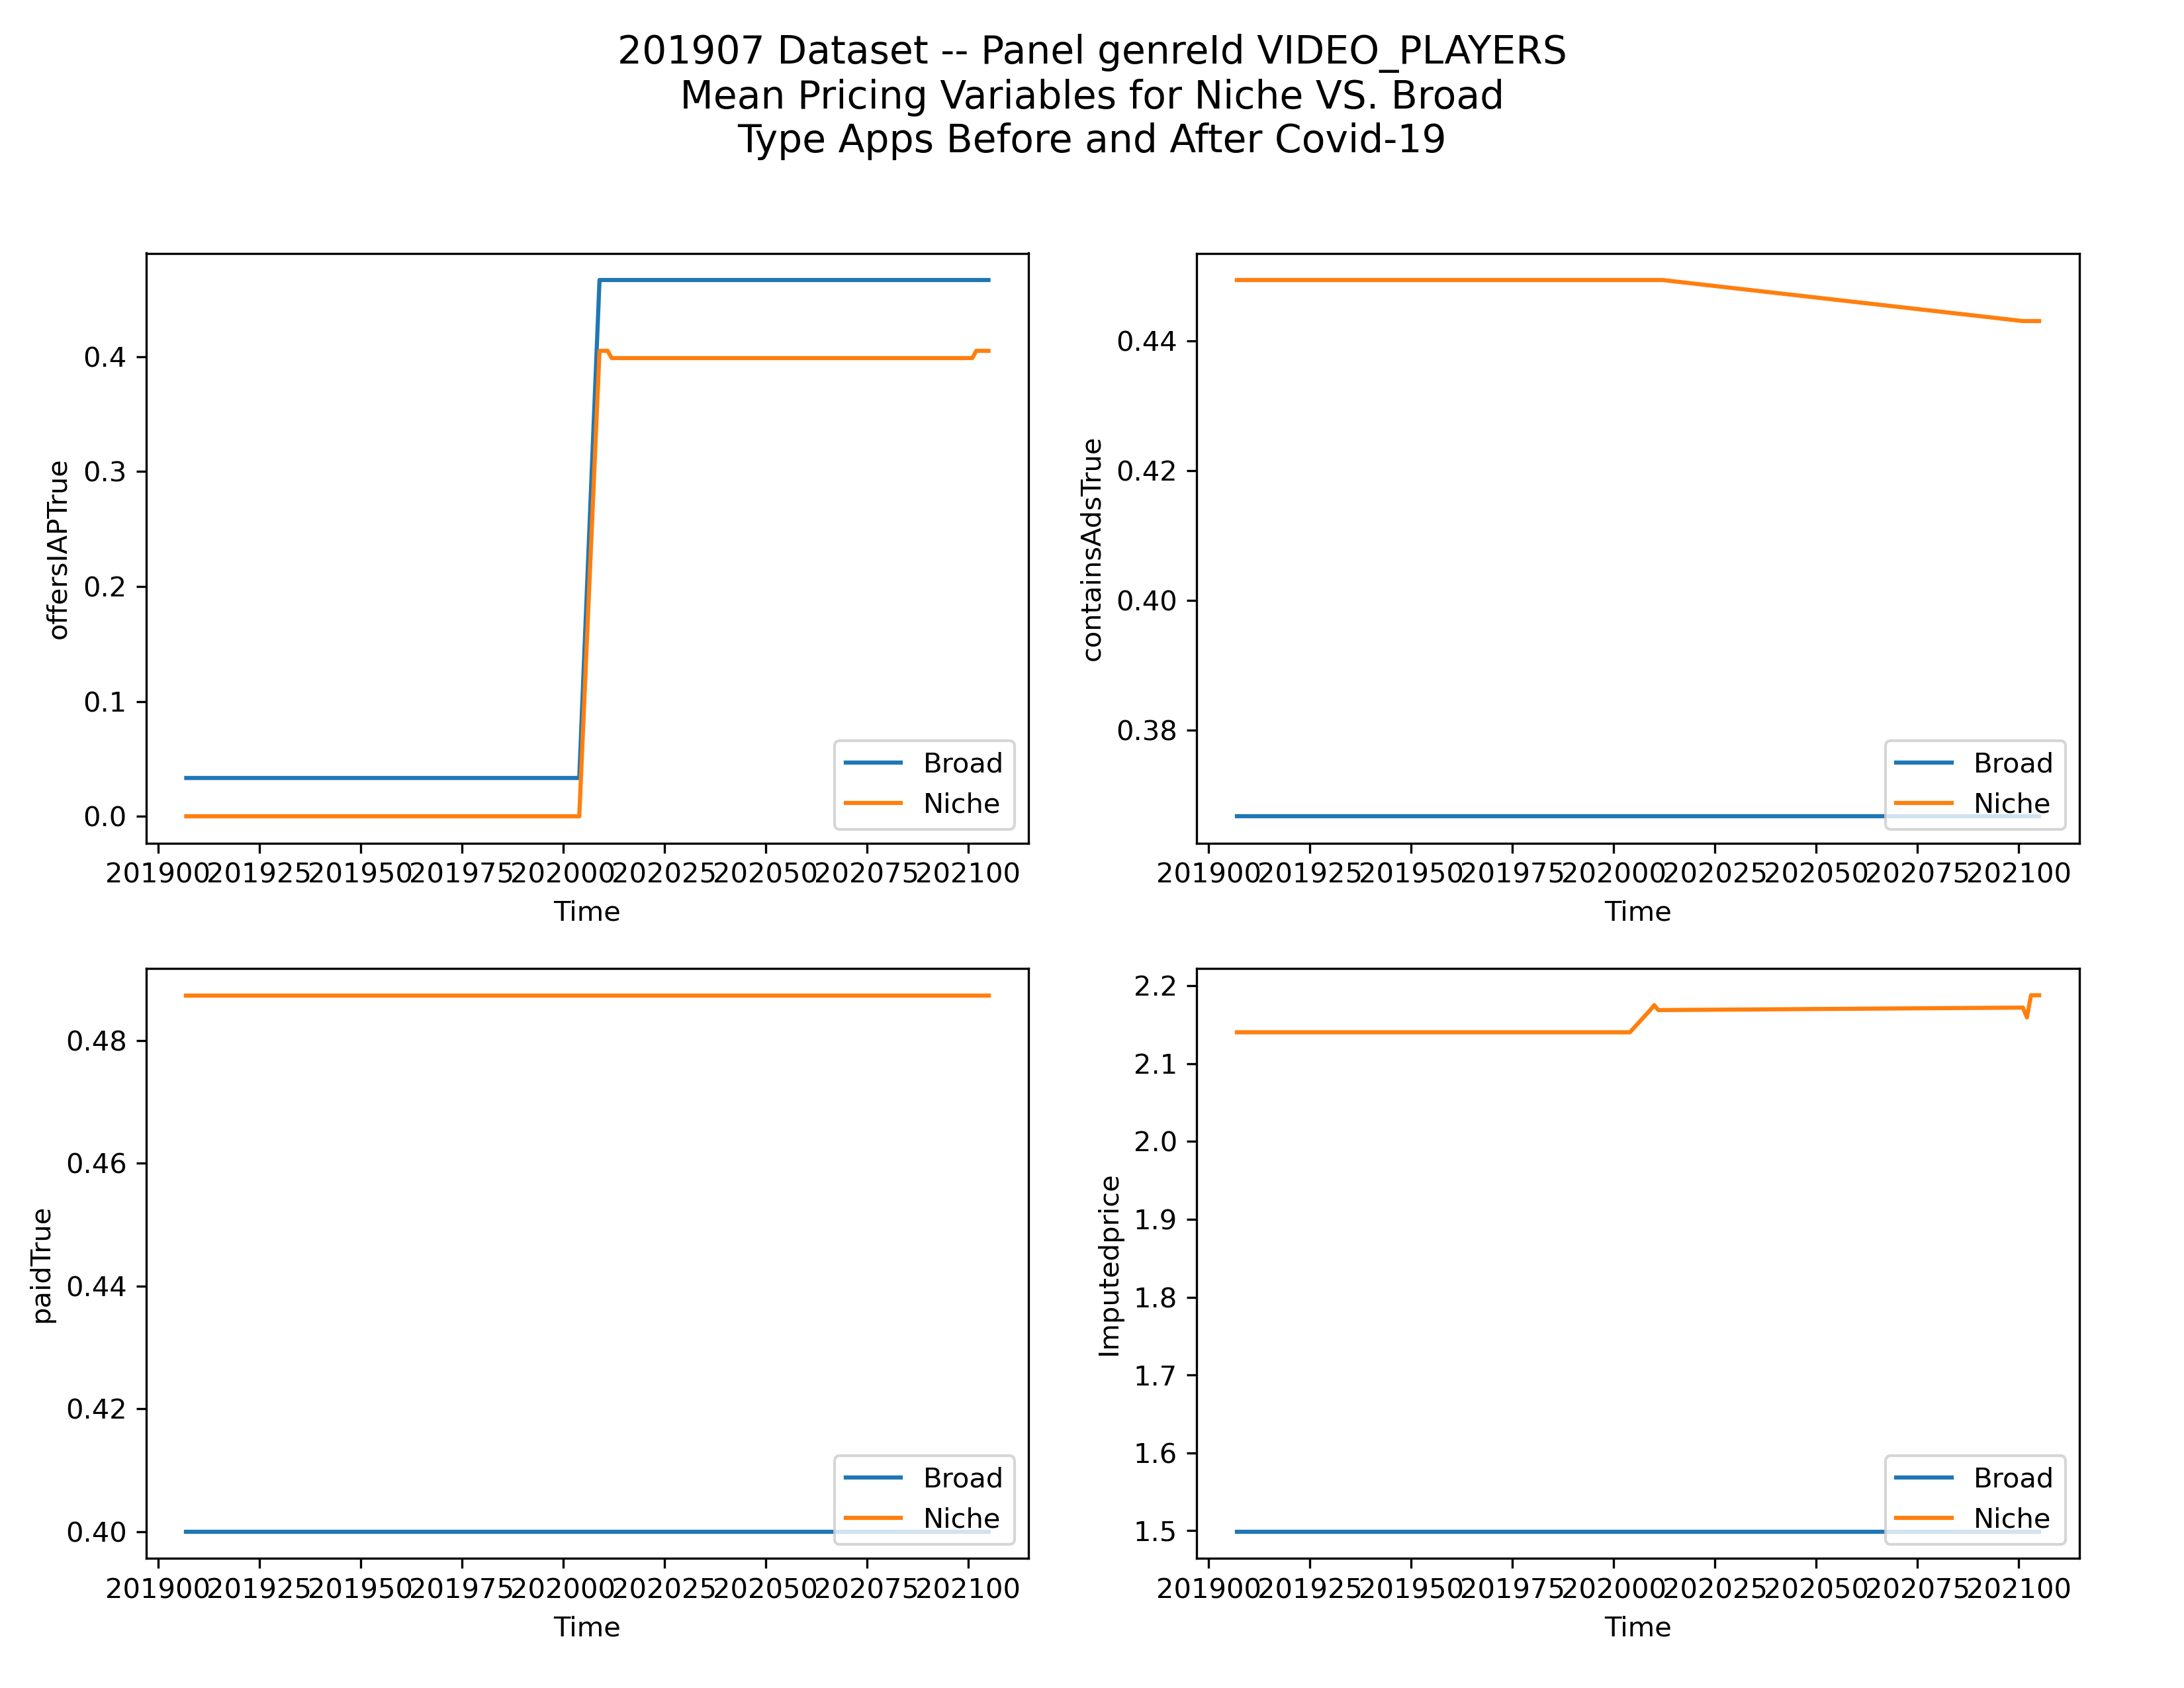 201907 Dataset -- Panel genreId VIDEO_PLAYERS
Mean Pricing Variables for Niche VS. Broad
Type Apps Before and After Covid-19
offersIAPTrue
0.4
0.3
0.2
0.1
0.0
Broad
Niche
201900 201925 201950 201975 202000 202025 202050 202075 202100
Time
containsAdsTrue
0.44
0.42
0.40
0.38
Broad
Niche
201900 201925 201950 201975 202000 202025 202050 202075 202100
Time
paidTrue
0.48
0.46
0.44
0.42
0.40
Broad
Niche
201900 201925 201950 201975 202000 202025 202050 202075 202100
Time
Imputedprice
2.2
2.1
2.0
1.9
1.8
1.7
1.6
1.5
Broad
Niche
201900 201925 201950 201975 202000 202025 202050 202075 202100
Time